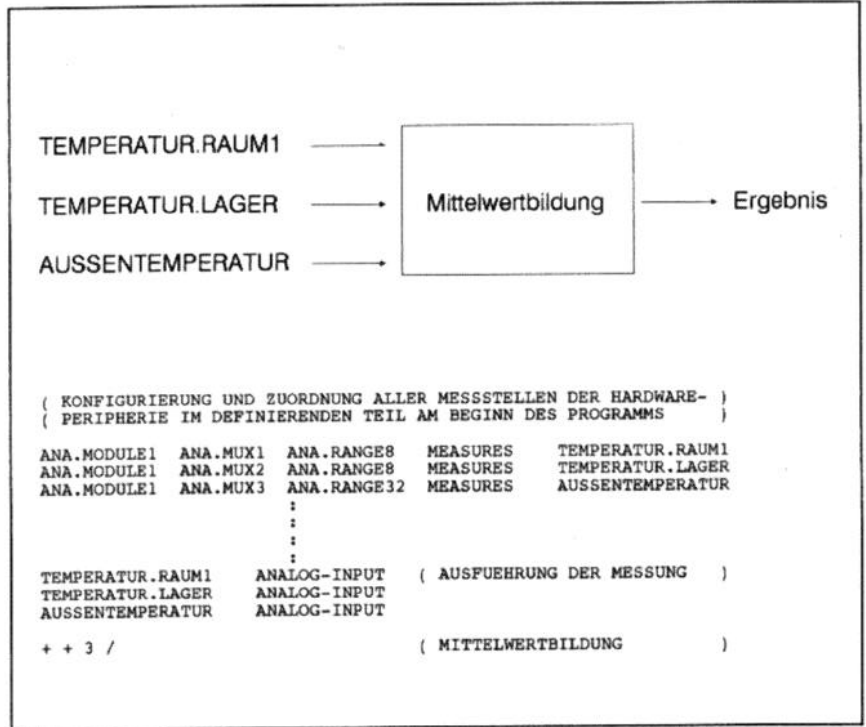 TEMPERATUR.RAUM1
TEMPERATUR.LAGER
AUSSENTEMPERATUR
Mittelwertbildung
Ergebnis
( KONFIGURIERUNG UND ZUORDNUNG ALLER MESSSTELLEN DER HARDWARE- )
( PERIPHERIE IM DEFINIERENDEN TEIL AM BEGINN DES PROGRAMMS )
ANA.MODULE1 ANA.MUX1 ANA.RANGE8 MEASURES TEMPERATUR.RAUM1
ANA.MODULE1 ANA.MUX2 ANA.RANGE8 MEASURES TEMPERATUR.LAGER
ANA.MODULE1 ANA.MUX3 ANA.RANGE32 MEASURES AUSSENTEMPERATUR
:
:
:
:
TEMPERATUR.RAUM1 ANALOG-INPUT ( AUSFUEHRUNG DER MESSUNG )
TEMPERATUR.LAGER ANALOG-INPUT
AUSSENTEMPERATUR ANALOG-INPUT
+ + 3 / ( MITTELWERTBILDUNG )